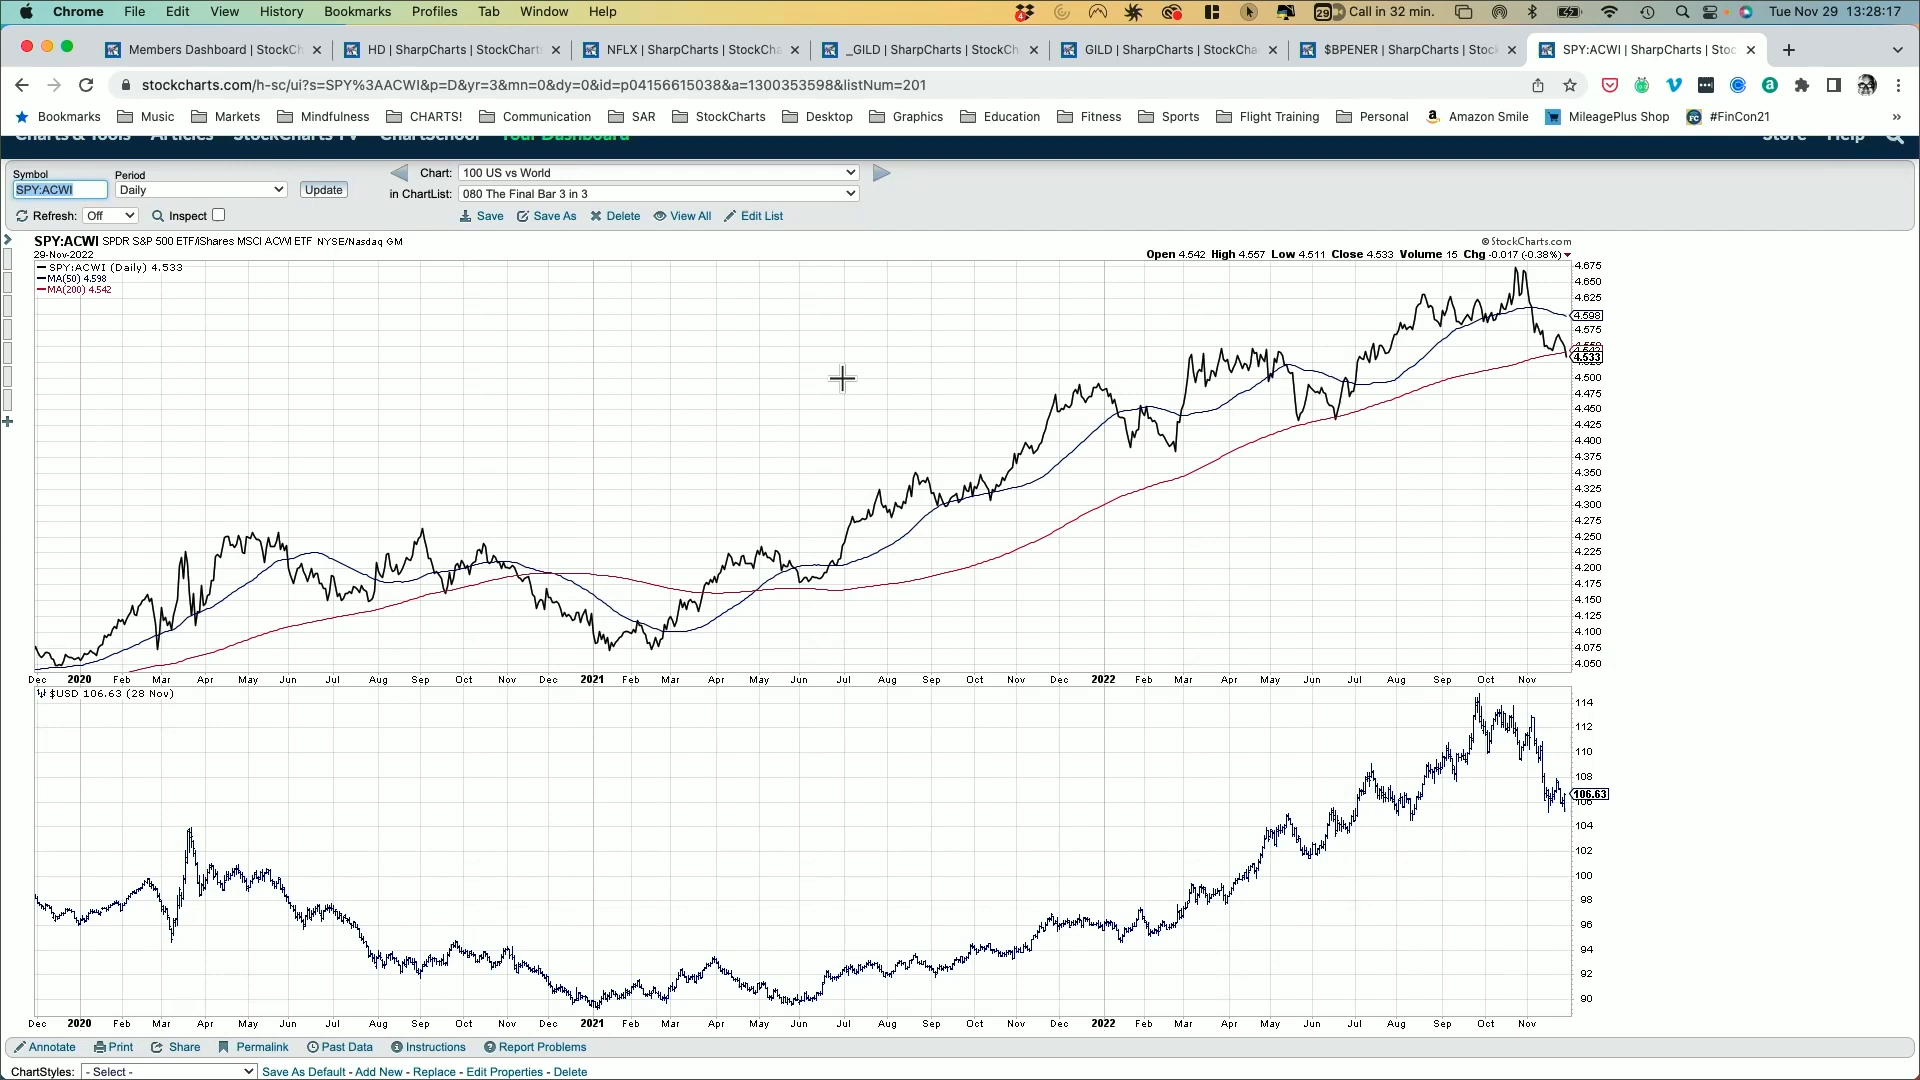 Chrome File Edit View History Bookmarks Profiles Tab Window Help 4 29 Call in 32 min. Tue Nov 29 13:28:17
Members Dashboard | StockCh HD | SharpCharts | StockChart NFLX | SharpCharts | StockCha _GILD | SharpCharts | StockCh GILD | SharpCharts | StockCha $BPENER | SharpCharts | Stock SPY:ACWI | SharpCharts | Stoc
stockcharts.com/h-sc/ui?s=SPY%3AACWI&p=D&yr=3&mn=0&dy=0&id=p04156615038&a=1300353598&listNum=201
Bookmarks Music Markets Mindfulness CHARTS! Communication SAR StockCharts Desktop Graphics Education Fitness Sports Flight Training Personal Amazon Smile MileagePlus Shop #FinCon21 »
Charts & Tools Articles StockCharts TV ChartSchool Your Dashboard Store Help
Symbol Period Chart: 100 US vs World
SPY:ACWI Daily Update in ChartList: 080 The Final Bar 3 in 3
Refresh: Off Inspect Save Save As Delete View All Edit List
SPY:ACWI SPDR S&P 500 ETF/iShares MSCI ACWI ETF NYSE/Nasdaq GM © StockCharts.com
29-Nov-2022 Open 4.542 High 4.557 Low 4.511 Close 4.533 Volume 15 Chg -0.017 (-0.38%)
SPY:ACWI (Daily) 4.533
MA(50) 4.598
MA(200) 4.542
4.675
4.650
4.625
4.598
4.575
4.533
4.500
4.475
4.450
4.425
4.400
4.375
4.350
4.325
4.300
4.275
4.250
4.225
4.200
4.175
4.150
4.125
4.100
4.075
4.050
Dec 2020 Feb Mar Apr May Jun Jul Aug Sep Oct Nov Dec 2021 Feb Mar Apr May Jun Jul Aug Sep Oct Nov Dec 2022 Feb Mar Apr May Jun Jul Aug Sep Oct Nov
$USD 106.63 (28 Nov)
114
112
110
108
106.63
106
104
102
100
98
96
94
92
90
Dec 2020 Feb Mar Apr May Jun Jul Aug Sep Oct Nov Dec 2021 Feb Mar Apr May Jun Jul Aug Sep Oct Nov Dec 2022 Feb Mar Apr May Jun Jul Aug Sep Oct Nov
Annotate Print Share Permalink Past Data Instructions Report Problems
ChartStyles: - Select - Save As Default - Add New - Replace - Edit Properties - Delete